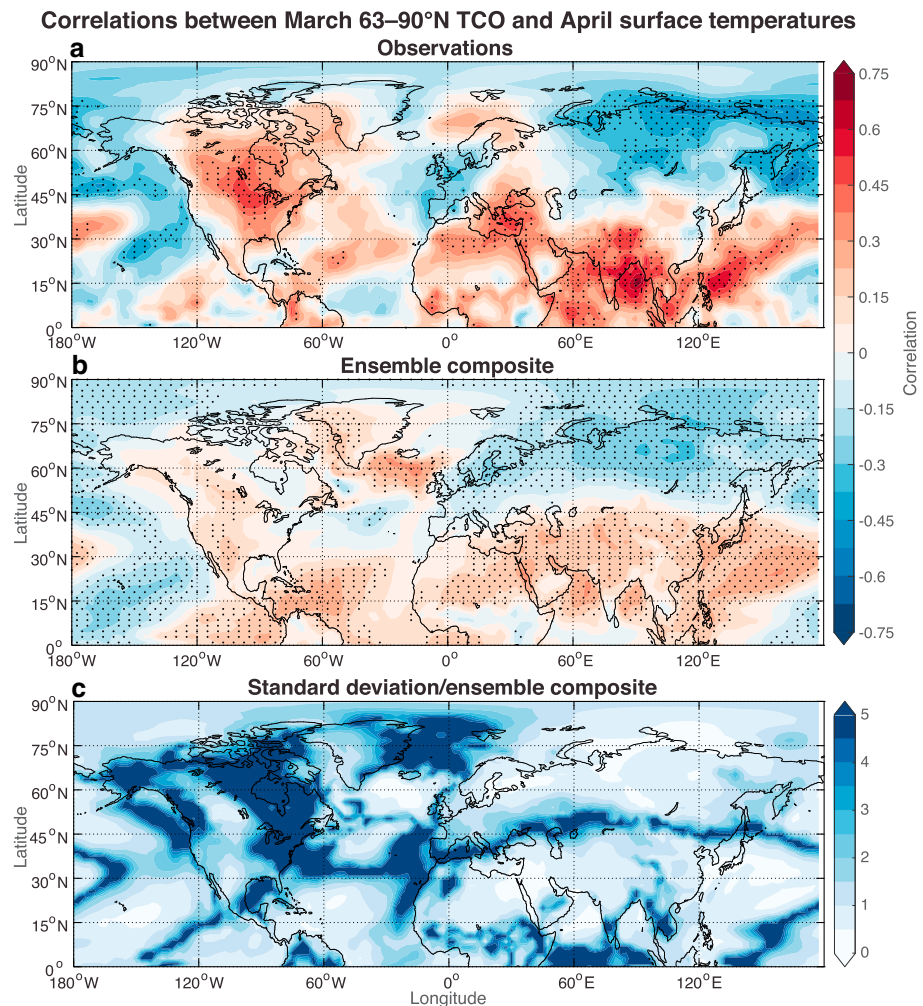 Correlations between March 63–90°N TCO and April surface temperatures
a
Observations
90°N
75°N
60°N
45°N
30°N
15°N
0°
Latitude
180°W
120°W
60°W
0°
60°E
120°E
b
Ensemble composite
90°N
75°N
60°N
45°N
30°N
15°N
0°
Latitude
180°W
120°W
60°W
0°
60°E
120°E
0.75
0.6
0.45
0.3
0.15
0
-0.15
-0.3
-0.45
-0.6
-0.75
Correlation
c
Standard deviation/ensemble composite
90°N
75°N
60°N
45°N
30°N
15°N
0°
Latitude
180°W
120°W
60°W
0°
60°E
120°E
Longitude
5
4
3
2
1
0